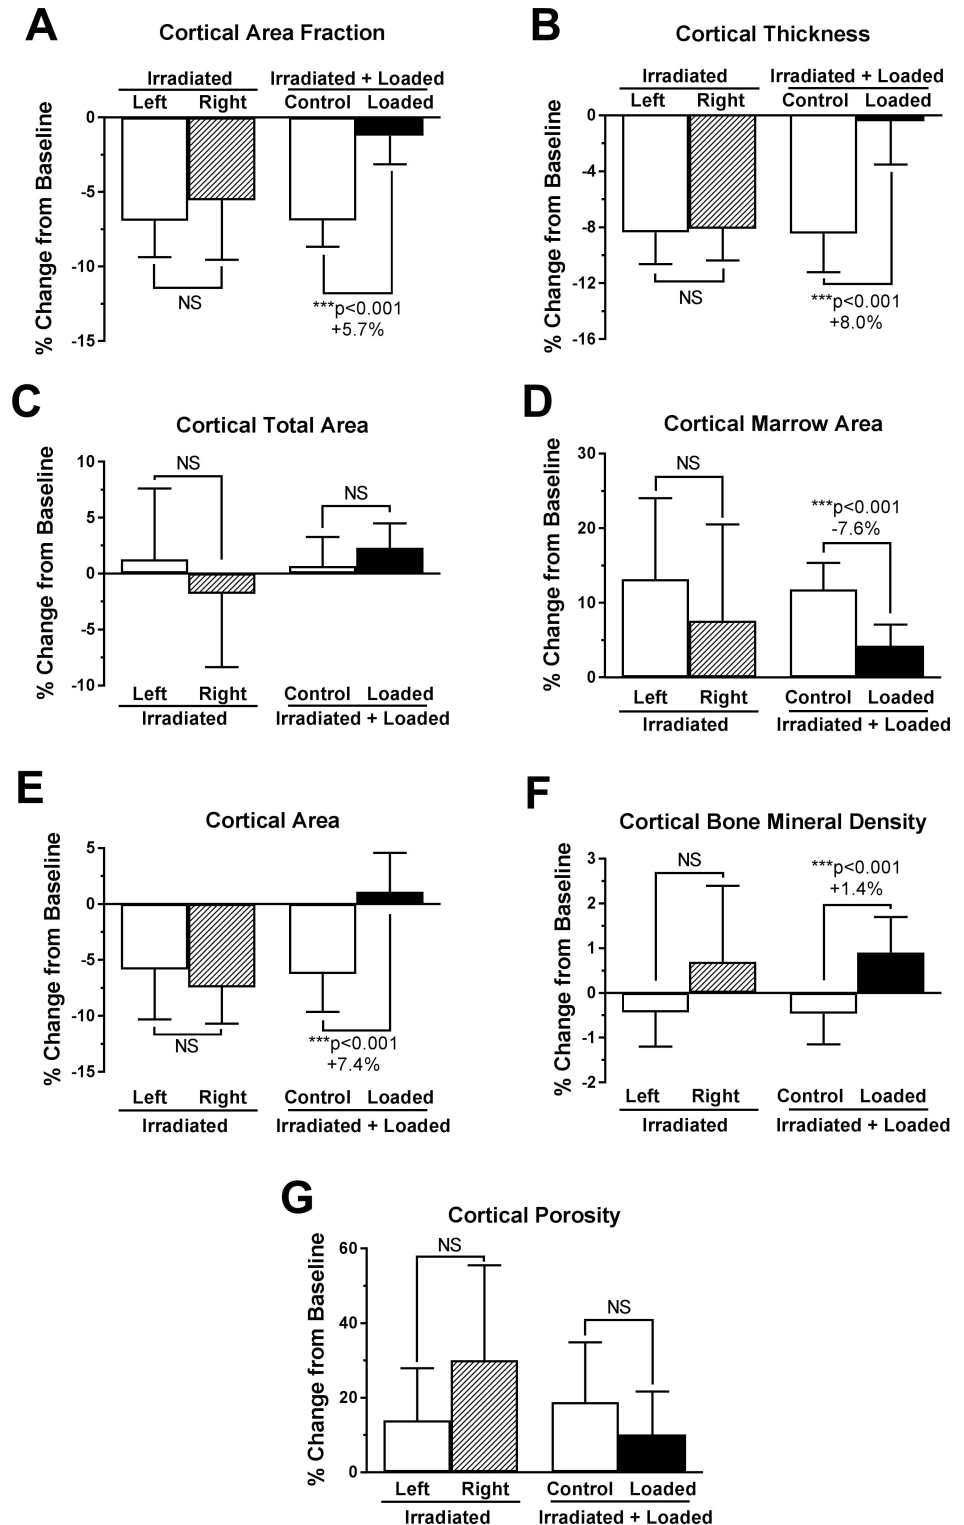 A
Cortical Area Fraction
Irradiated
Irradiated + Loaded
Left
Right
Control
Loaded
% Change from Baseline
0
-5
-10
-15
NS
***p<0.001
+5.7%
B
Cortical Thickness
Irradiated
Irradiated + Loaded
Left
Right
Control
Loaded
% Change from Baseline
0
-4
-8
-12
-16
NS
***p<0.001
+8.0%
C
Cortical Total Area
% Change from Baseline
10
5
0
-5
-10
NS
NS
Left
Right
Control
Loaded
Irradiated
Irradiated + Loaded
D
Cortical Marrow Area
% Change from Baseline
30
20
10
0
NS
***p<0.001
-7.6%
Left
Right
Control
Loaded
Irradiated
Irradiated + Loaded
E
Cortical Area
% Change from Baseline
5
0
-5
-10
-15
NS
***p<0.001
+7.4%
Left
Right
Control
Loaded
Irradiated
Irradiated + Loaded
F
Cortical Bone Mineral Density
% Change from Baseline
3
2
1
0
-1
-2
NS
***p<0.001
+1.4%
Left
Right
Control
Loaded
Irradiated
Irradiated + Loaded
G
Cortical Porosity
% Change from Baseline
60
40
20
0
NS
NS
Left
Right
Control
Loaded
Irradiated
Irradiated + Loaded